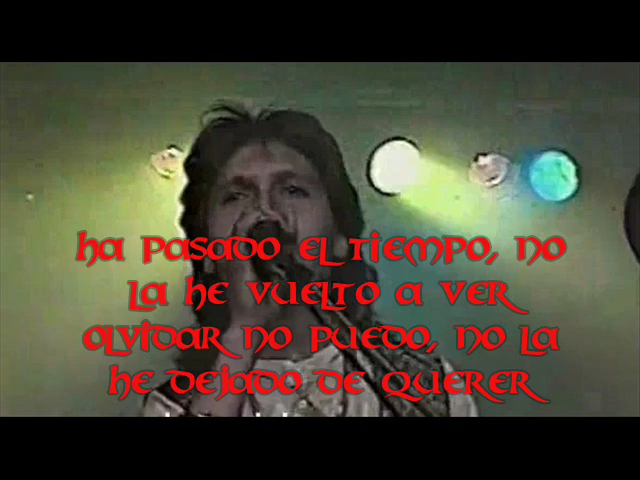 Ha pasado el tiempo, no
la he vuelto a ver
olvidar no puedo, no la
he dejado de querer